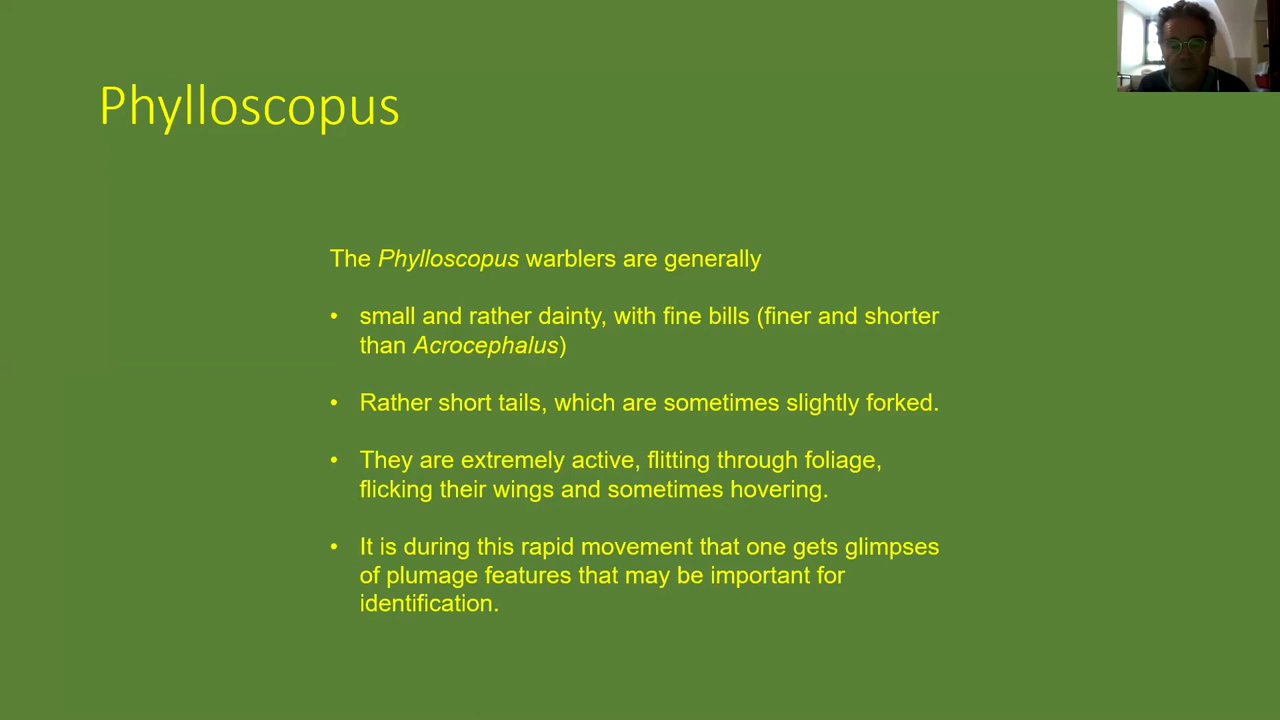 Phylloscopus
The Phylloscopus warblers are generally
• small and rather dainty, with fine bills (finer and shorter
than Acrocephalus)
• Rather short tails, which are sometimes slightly forked.
• They are extremely active, flitting through foliage,
flicking their wings and sometimes hovering.
• It is during this rapid movement that one gets glimpses
of plumage features that may be important for
identification.